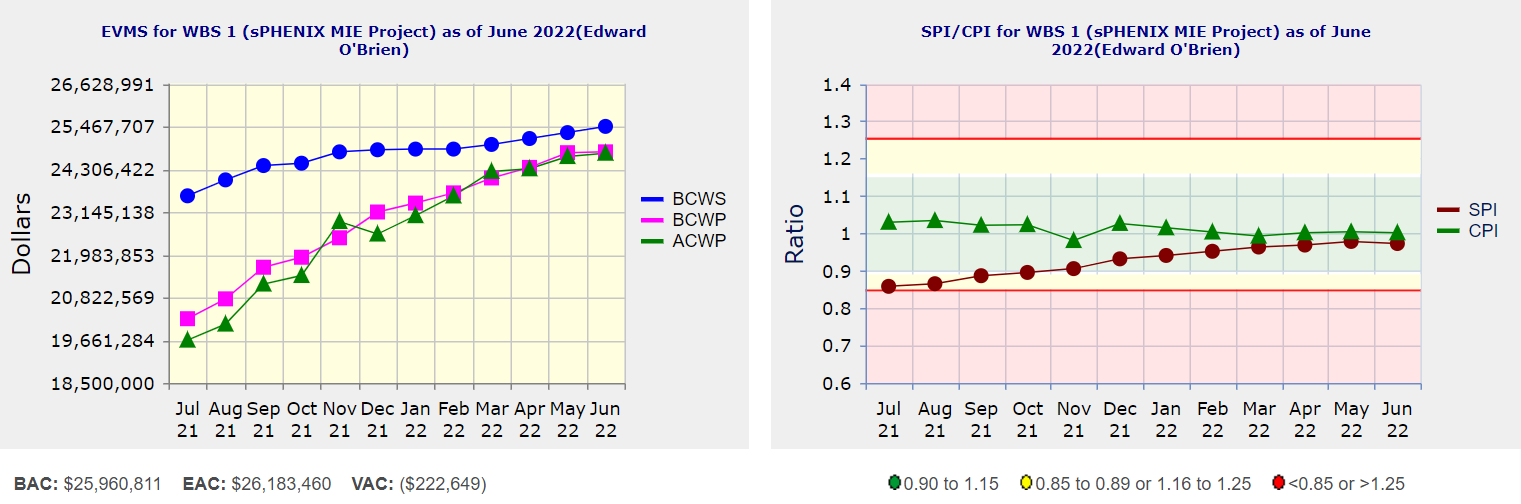 EVMS for WBS 1 (sPHENIX MIE Project) as of June 2022(Edward
O'Brien)
26,628,991
25,467,707
24,306,422
23,145,138
21,983,853
20,822,569
19,661,284
18,500,000
Dollars
Jul Aug Sep Oct Nov Dec Jan Feb Mar Apr May Jun
21 21 21 21 21 21 22 22 22 22 22 22
BCWS
BCWP
ACWP
BAC: $25,960,811 EAC: $26,183,460 VAC: ($222,649)
SPI/CPI for WBS 1 (sPHENIX MIE Project) as of June
2022(Edward O'Brien)
1.4
1.3
1.2
1.1
1
0.9
0.8
0.7
0.6
Ratio
Jul Aug Sep Oct Nov Dec Jan Feb Mar Apr May Jun
21 21 21 21 21 21 22 22 22 22 22 22
SPI
CPI
0.90 to 1.15 0.85 to 0.89 or 1.16 to 1.25 <0.85 or >1.25